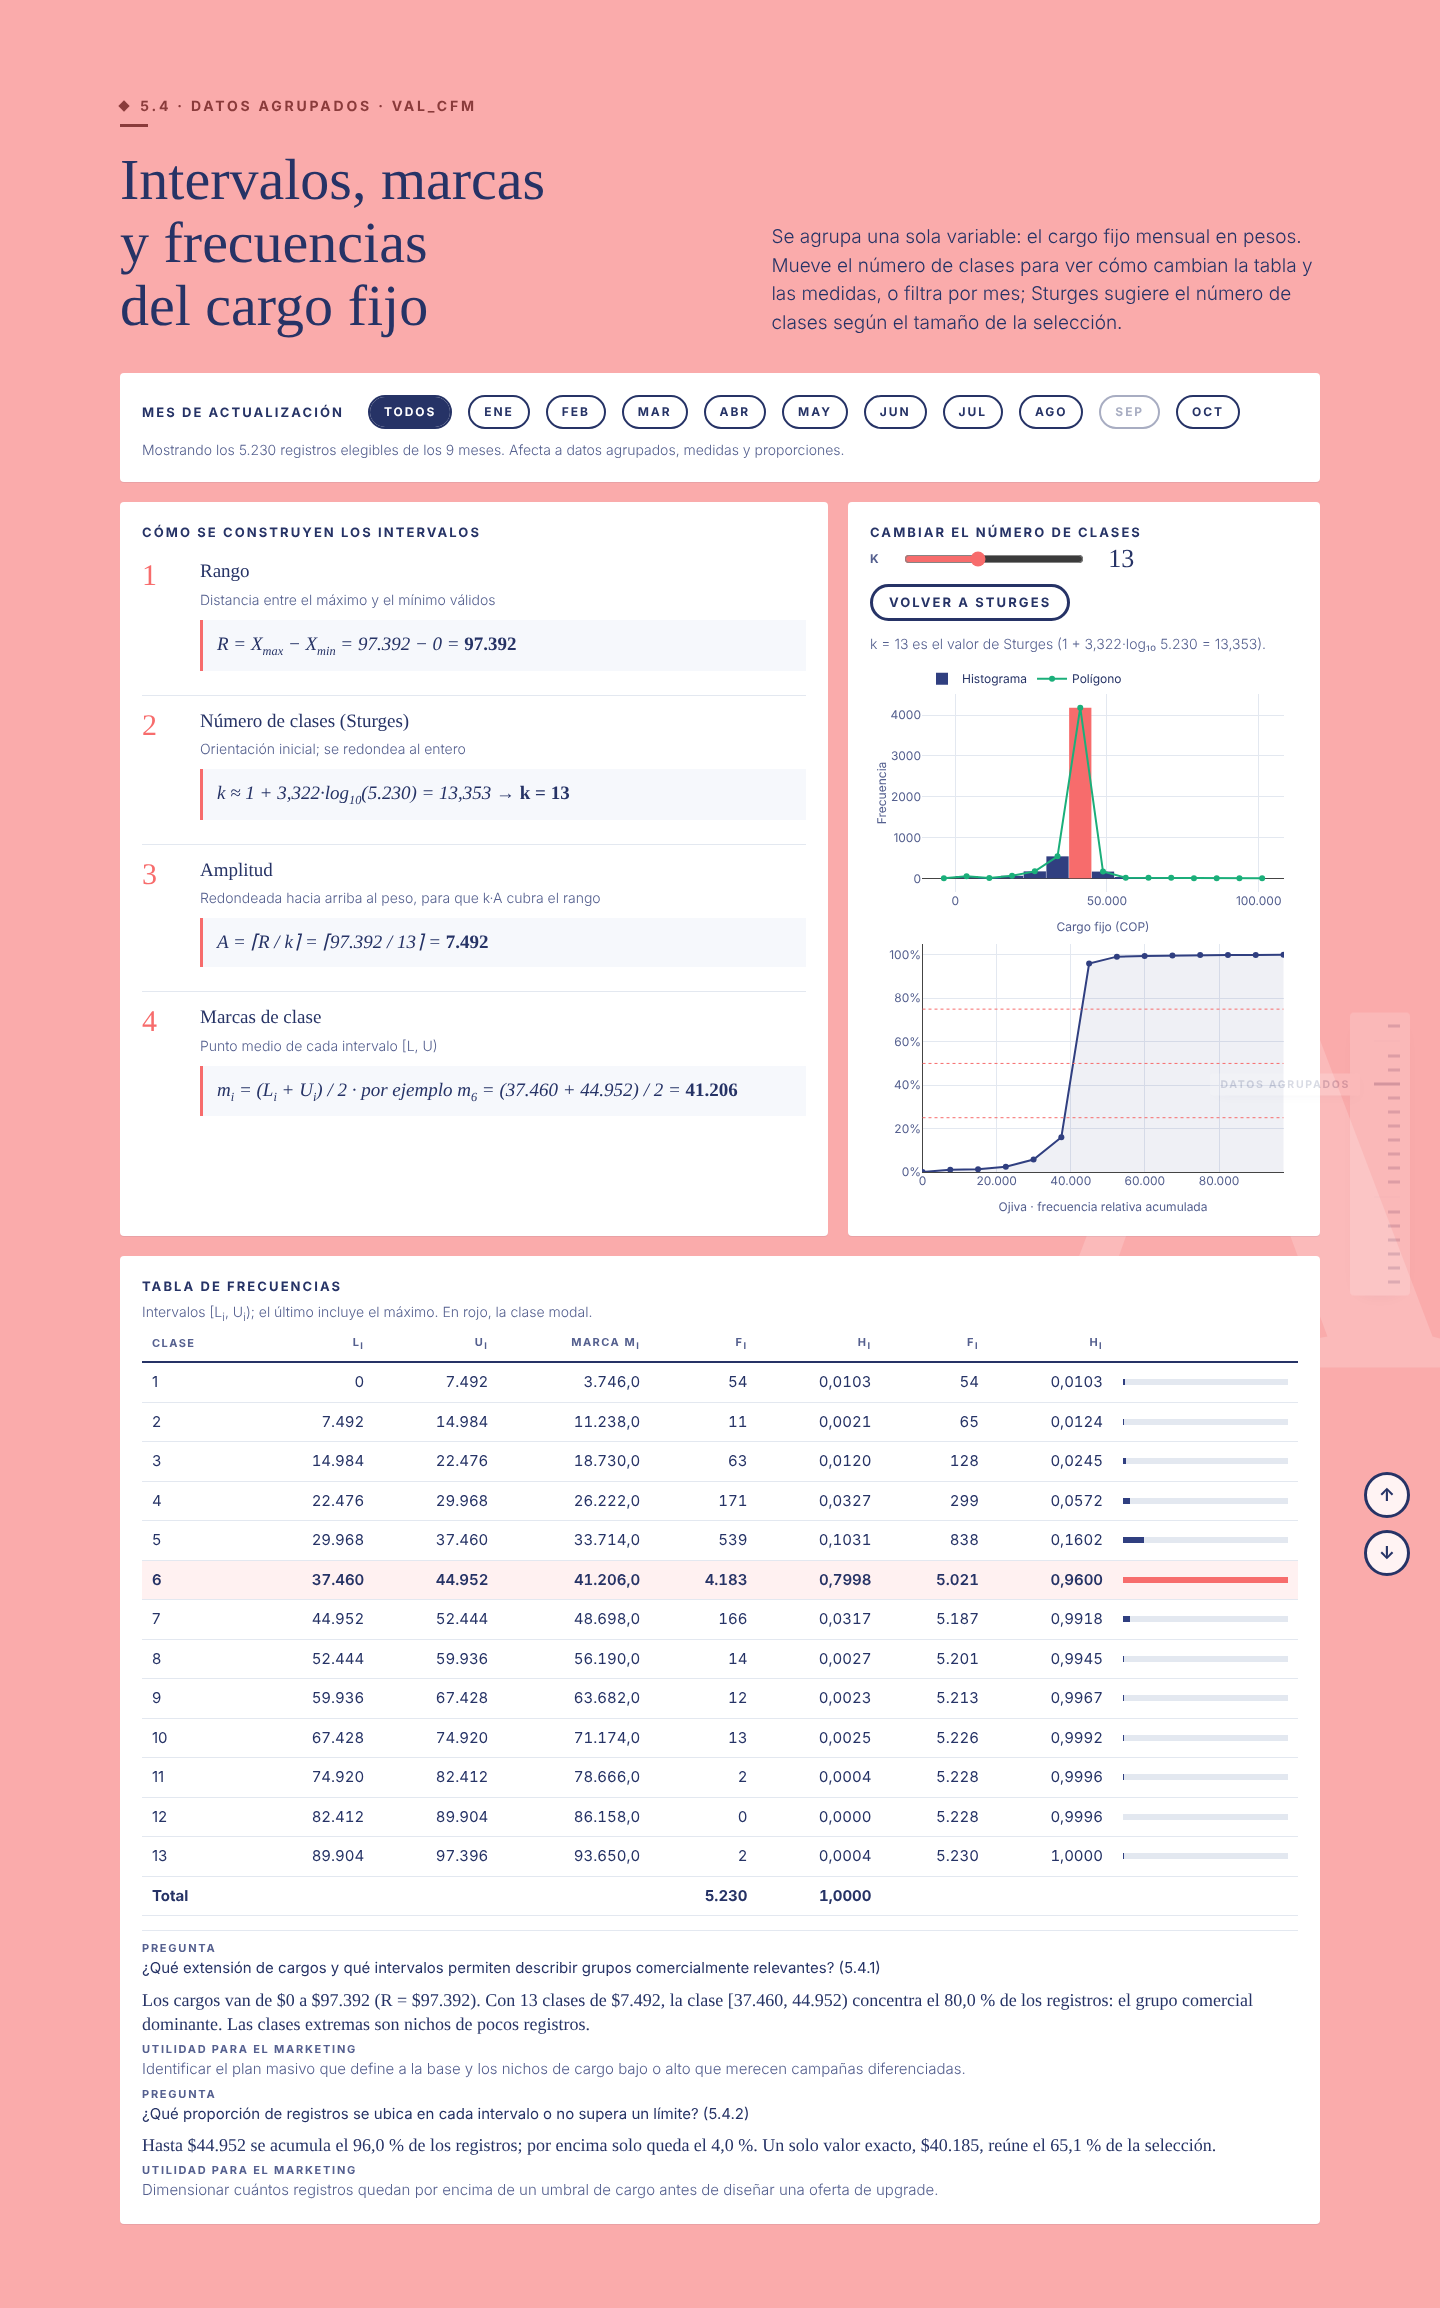 ◆ 5.4 · DATOS AGRUPADOS · VAL_CFM
Intervalos, marcas
y frecuencias
del cargo fijo
Se agrupa una sola variable: el cargo fijo mensual en pesos.
Mueve el número de clases para ver cómo cambian la tabla y
las medidas, o filtra por mes; Sturges sugiere el número de
clases según el tamaño de la selección.
MES DE ACTUALIZACIÓN TODOS ENE FEB MAR ABR MAY JUN JUL AGO SEP OCT
Mostrando los 5.230 registros elegibles de los 9 meses. Afecta a datos agrupados, medidas y proporciones.
CÓMO SE CONSTRUYEN LOS INTERVALOS
1 Rango
Distancia entre el máximo y el mínimo válidos
R = Xmax − Xmin = 97.392 − 0 = 97.392
2 Número de clases (Sturges)
Orientación inicial; se redondea al entero
k ≈ 1 + 3,322·log10(5.230) = 13,353 → k = 13
3 Amplitud
Redondeada hacia arriba al peso, para que k·A cubra el rango
A = ⌈R / k⌉ = ⌈97.392 / 13⌉ = 7.492
4 Marcas de clase
Punto medio de cada intervalo [L, U)
mi = (Li + Ui) / 2 · por ejemplo m6 = (37.460 + 44.952) / 2 = 41.206
CAMBIAR EL NÚMERO DE CLASES
K 13
VOLVER A STURGES
k = 13 es el valor de Sturges (1 + 3,322·log₁₀ 5.230 = 13,353).
Histograma Polígono
4000
3000
2000
1000
0
Frecuencia
0 50.000 100.000
Cargo fijo (COP)
100%
80%
60%
40%
20%
0%
0 20.000 40.000 60.000 80.000
Ojiva · frecuencia relativa acumulada
DATOS AGRUPADOS
TABLA DE FRECUENCIAS
Intervalos [Li, Ui); el último incluye el máximo. En rojo, la clase modal.
CLASE LI UI MARCA MI FI HI FI HI
1 0 7.492 3.746,0 54 0,0103 54 0,0103
2 7.492 14.984 11.238,0 11 0,0021 65 0,0124
3 14.984 22.476 18.730,0 63 0,0120 128 0,0245
4 22.476 29.968 26.222,0 171 0,0327 299 0,0572
5 29.968 37.460 33.714,0 539 0,1031 838 0,1602
6 37.460 44.952 41.206,0 4.183 0,7998 5.021 0,9600
7 44.952 52.444 48.698,0 166 0,0317 5.187 0,9918
8 52.444 59.936 56.190,0 14 0,0027 5.201 0,9945
9 59.936 67.428 63.682,0 12 0,0023 5.213 0,9967
10 67.428 74.920 71.174,0 13 0,0025 5.226 0,9992
11 74.920 82.412 78.666,0 2 0,0004 5.228 0,9996
12 82.412 89.904 86.158,0 0 0,0000 5.228 0,9996
13 89.904 97.396 93.650,0 2 0,0004 5.230 1,0000
Total 5.230 1,0000
PREGUNTA
¿Qué extensión de cargos y qué intervalos permiten describir grupos comercialmente relevantes? (5.4.1)
Los cargos van de $0 a $97.392 (R = $97.392). Con 13 clases de $7.492, la clase [37.460, 44.952) concentra el 80,0 % de los registros: el grupo comercial
dominante. Las clases extremas son nichos de pocos registros.
UTILIDAD PARA EL MARKETING
Identificar el plan masivo que define a la base y los nichos de cargo bajo o alto que merecen campañas diferenciadas.
PREGUNTA
¿Qué proporción de registros se ubica en cada intervalo o no supera un límite? (5.4.2)
Hasta $44.952 se acumula el 96,0 % de los registros; por encima solo queda el 4,0 %. Un solo valor exacto, $40.185, reúne el 65,1 % de la selección.
UTILIDAD PARA EL MARKETING
Dimensionar cuántos registros quedan por encima de un umbral de cargo antes de diseñar una oferta de upgrade.